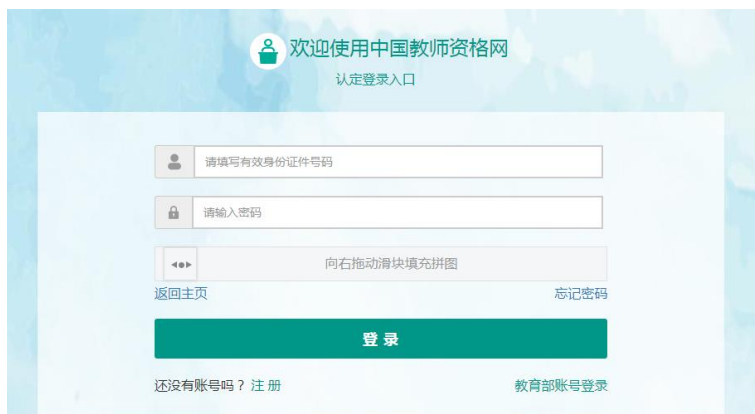 欢迎使用中国教师资格网
认定登录入口
请填写有效身份证件号码
请输入密码
向右拖动滑块填充拼图
返回主页 忘记密码
登录
还没有账号吗？注册 教育部账号登录